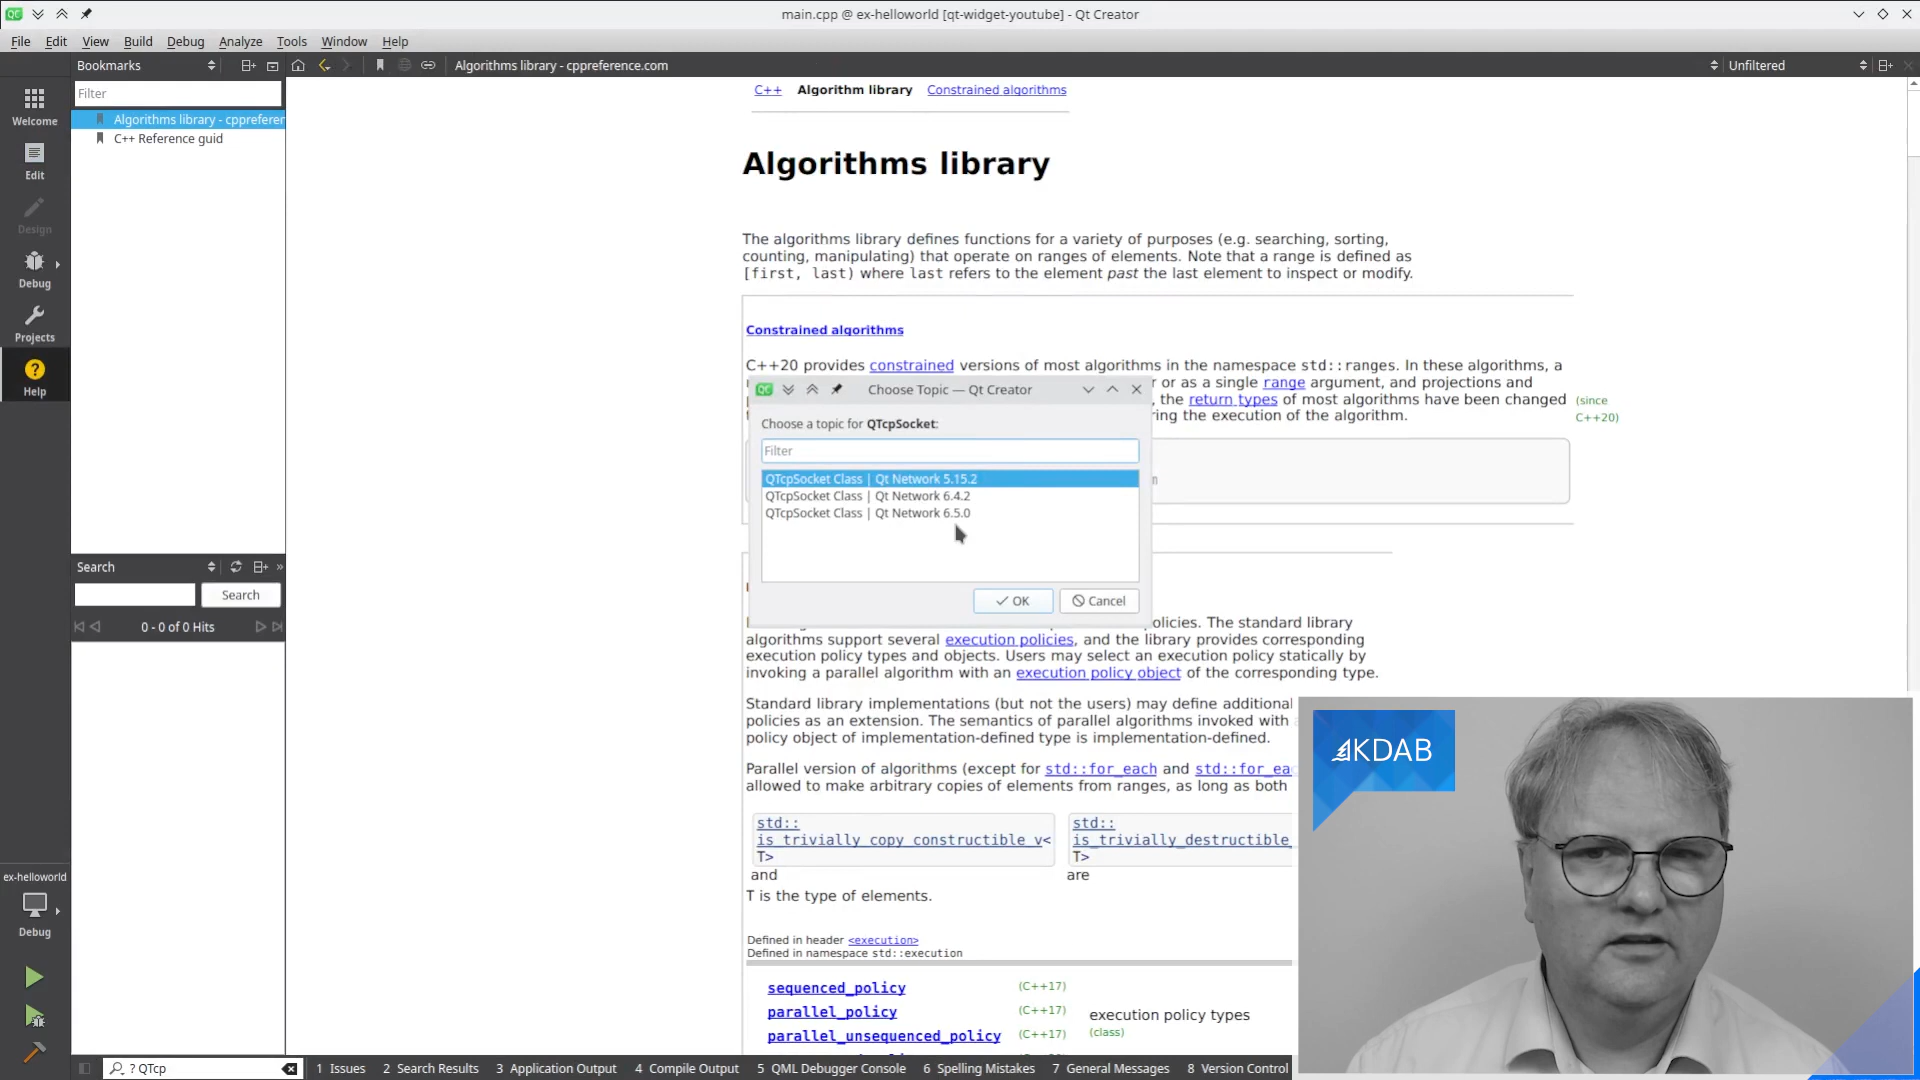 main.cpp @ ex-helloworld [qt-widget-youtube] - Qt Creator
File Edit View Build Debug Analyze Tools Window Help
Bookmarks
Algorithms library - cppreference.com
Unfiltered
Filter
Algorithms library - cpprefere
C++ Reference guid
Welcome
Edit
Design
Debug
Projects
Help
C++ Algorithm library Constrained algorithms
Algorithms library
The algorithms library defines functions for a variety of purposes (e.g. searching, sorting,
counting, manipulating) that operate on ranges of elements. Note that a range is defined as
[first, last) where last refers to the element past the last element to inspect or modify.
Constrained algorithms
C++20 provides constrained versions of most algorithms in the namespace std::ranges. In these algorithms, a
r or as a single range argument, and projections and
, the return types of most algorithms have been changed
ring the execution of the algorithm.
(since
C++20)
Choose Topic — Qt Creator
Choose a topic for QTcpSocket:
Filter
QTcpSocket Class | Qt Network 5.15.2
QTcpSocket Class | Qt Network 6.4.2
QTcpSocket Class | Qt Network 6.5.0
OK
Cancel
Search
Search
0 - 0 of 0 Hits
policies. The standard library
algorithms support several execution policies, and the library provides corresponding
execution policy types and objects. Users may select an execution policy statically by
invoking a parallel algorithm with an execution policy object of the corresponding type.
Standard library implementations (but not the users) may define additional
policies as an extension. The semantics of parallel algorithms invoked with
policy object of implementation-defined type is implementation-defined.
Parallel version of algorithms (except for std::for_each and std::for_ea
allowed to make arbitrary copies of elements from ranges, as long as both
std::
is_trivially_copy_constructible_v<
T>
and
std::
is_trivially_destructible_
T>
are
T is the type of elements.
Defined in header <execution>
Defined in namespace std::execution
sequenced_policy (C++17)
parallel_policy (C++17)
parallel_unsequenced_policy (C++17)
execution policy types
(class)
KDAB
ex-helloworld
Debug
? QTcp
1 Issues 2 Search Results 3 Application Output 4 Compile Output 5 QML Debugger Console 6 Spelling Mistakes 7 General Messages 8 Version Control